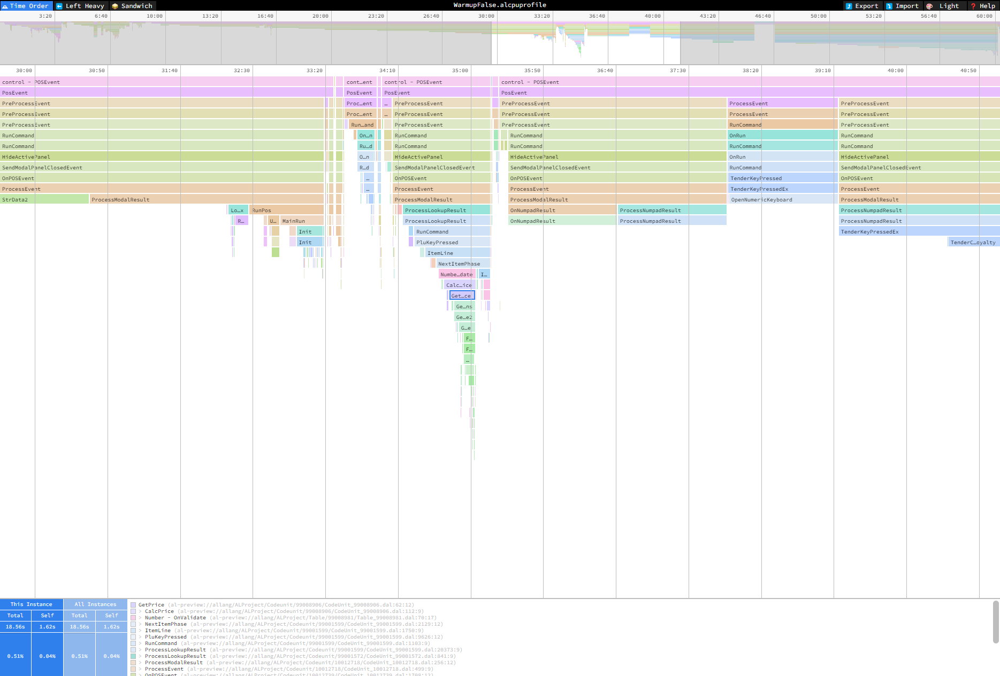 Time Order Left Heavy Sandwich WarmupFalse.alcpuprofile Export Import Light Help
3:20 6:40 10:00 13:20 16:40 20:00 23:20 26:40 30:00 33:20 36:40 40:00 43:20 46:40 50:00 53:20 56:40 60:00
30:00 30:50 31:40 32:30 33:20 34:10 35:00 35:50 36:40 37:30 38:20 39:10 40:00 40:50
control - POSEvent cont…ent control - POSEvent control - POSEvent
PosEvent PosEvent PosEvent PosEvent
PreProcessEvent Proc…ent … PreProcessEvent PreProcessEvent ProcessEvent PreProcessEvent
PreProcessEvent Proc…ent … PreProcessEvent PreProcessEvent ProcessEvent PreProcessEvent
PreProcessEvent Run…and PreProcessEvent PreProcessEvent RunCommand PreProcessEvent
RunCommand On…n RunCommand RunCommand OnRun RunCommand
RunCommand Ru…d RunCommand RunCommand RunCommand RunCommand
HideActivePanel O…n HideActivePanel HideActivePanel OnRun HideActivePanel
SendModalPanelClosedEvent R…d SendModalPanelClosedEvent SendModalPanelClosedEvent RunCommand SendModalPanelClosedEvent
OnPOSEvent … OnPOSEvent OnPOSEvent TenderKeyPressed OnPOSEvent
ProcessEvent … ProcessEvent ProcessEvent TenderKeyPressedEx ProcessEvent
StrData2 ProcessModalResult ProcessModalResult ProcessModalResult OpenNumericKeyboard ProcessModalResult
Lo…x RunPos ProcessLookupResult OnNumpadResult ProcessNumpadResult ProcessNumpadResult
R… U… MainRun ProcessLookupResult OnNumpadResult ProcessNumpadResult ProcessNumpadResult
Init RunCommand TenderKeyPressedEx
Init PluKeyPressed TenderC…oyalty
ItemLine
NextItemPhase
Numbe…date I…
Calc…ice
Get…ce
Ge…ns
Ge…e2
G…e
F…
F…
…
This Instance All Instances
Total Self Total Self
18.56s 1.62s 18.56s 1.62s
0.51% 0.04% 0.51% 0.04%
GetPrice (al-preview://allang/ALProject/Codeunit/99008906/CodeUnit_99008906.dal:62:12)
> CalcPrice (al-preview://allang/ALProject/Codeunit/99008906/CodeUnit_99008906.dal:112:9)
> Number - OnValidate (al-preview://allang/ALProject/Table/99008981/Table_99008981.dal:70:17)
> NextItemPhase (al-preview://allang/ALProject/Codeunit/99001599/CodeUnit_99001599.dal:2129:12)
> ItemLine (al-preview://allang/ALProject/Codeunit/99001599/CodeUnit_99001599.dal:1750:9)
> PluKeyPressed (al-preview://allang/ALProject/Codeunit/99001599/CodeUnit_99001599.dal:9626:12)
> RunCommand (al-preview://allang/ALProject/Codeunit/99001599/CodeUnit_99001599.dal:1103:9)
> ProcessLookupResult (al-preview://allang/ALProject/Codeunit/99001599/CodeUnit_99001599.dal:20373:9)
> ProcessLookupResult (al-preview://allang/ALProject/Codeunit/99001572/CodeUnit_99001572.dal:841:9)
> ProcessModalResult (al-preview://allang/ALProject/Codeunit/10012718/CodeUnit_10012718.dal:256:12)
> ProcessEvent (al-preview://allang/ALProject/Codeunit/10012718/CodeUnit_10012718.dal:499:9)
> OnPOSEvent (al-preview://allang/ALProject/Codeunit/10012739/CodeUnit_10012739.dal:1708:12)